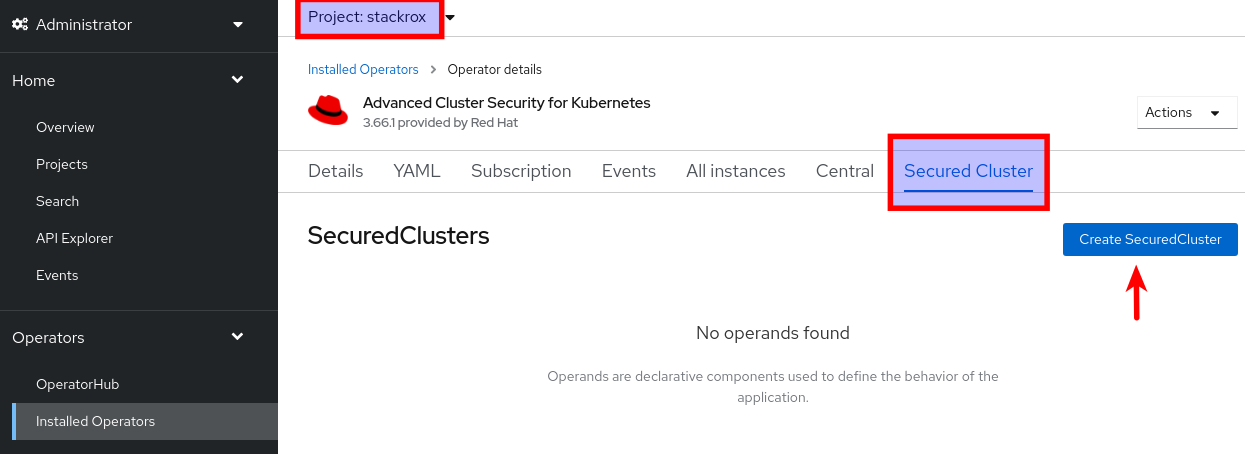 Administrator
Home
Overview
Projects
Search
API Explorer
Events
Operators
OperatorHub
Installed Operators
Project: stackrox
Installed Operators > Operator details
Advanced Cluster Security for Kubernetes
3.66.1 provided by Red Hat
Actions
Details YAML Subscription Events All instances Central Secured Cluster
SecuredClusters
Create SecuredCluster
No operands found
Operands are declarative components used to define the behavior of the
application.